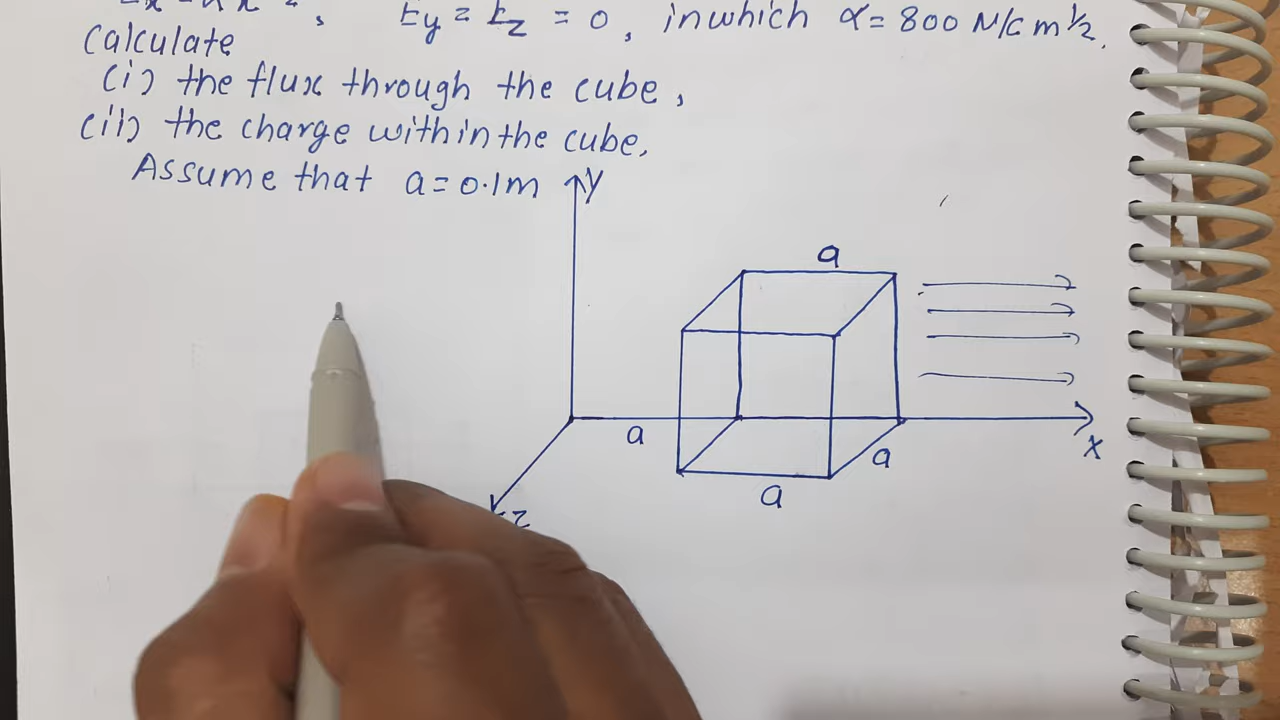 Ey = Ez = 0, in which α = 800 N/C m½.
Calculate
(i) the flux through the cube,
(ii) the charge within the cube,
Assume that a = 0.1m
y
a
a
a
x
a
z